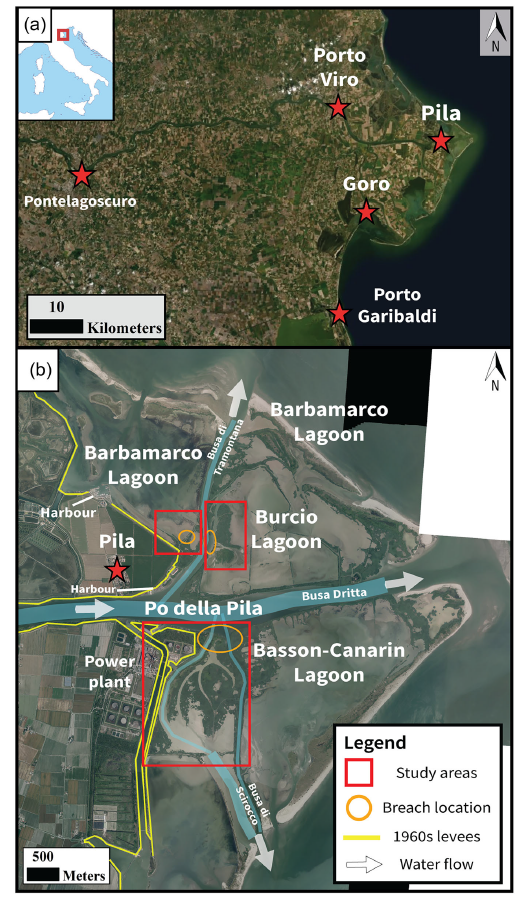 (a)
N
Porto
Viro
Pila
Pontelagoscuro
Goro
10
Kilometers
Porto
Garibaldi
(b)
N
Barbamarco
Lagoon
Busa di
Tramontana
Barbamarco
Lagoon
Harbour
Burcio
Lagoon
Pila
Harbour
Busa Dritta
Po della Pila
Power
plant
Basson-Canarin
Lagoon
Busa di
Scirocco
Legend
Study areas
Breach location
1960s levees
Water flow
500
Meters